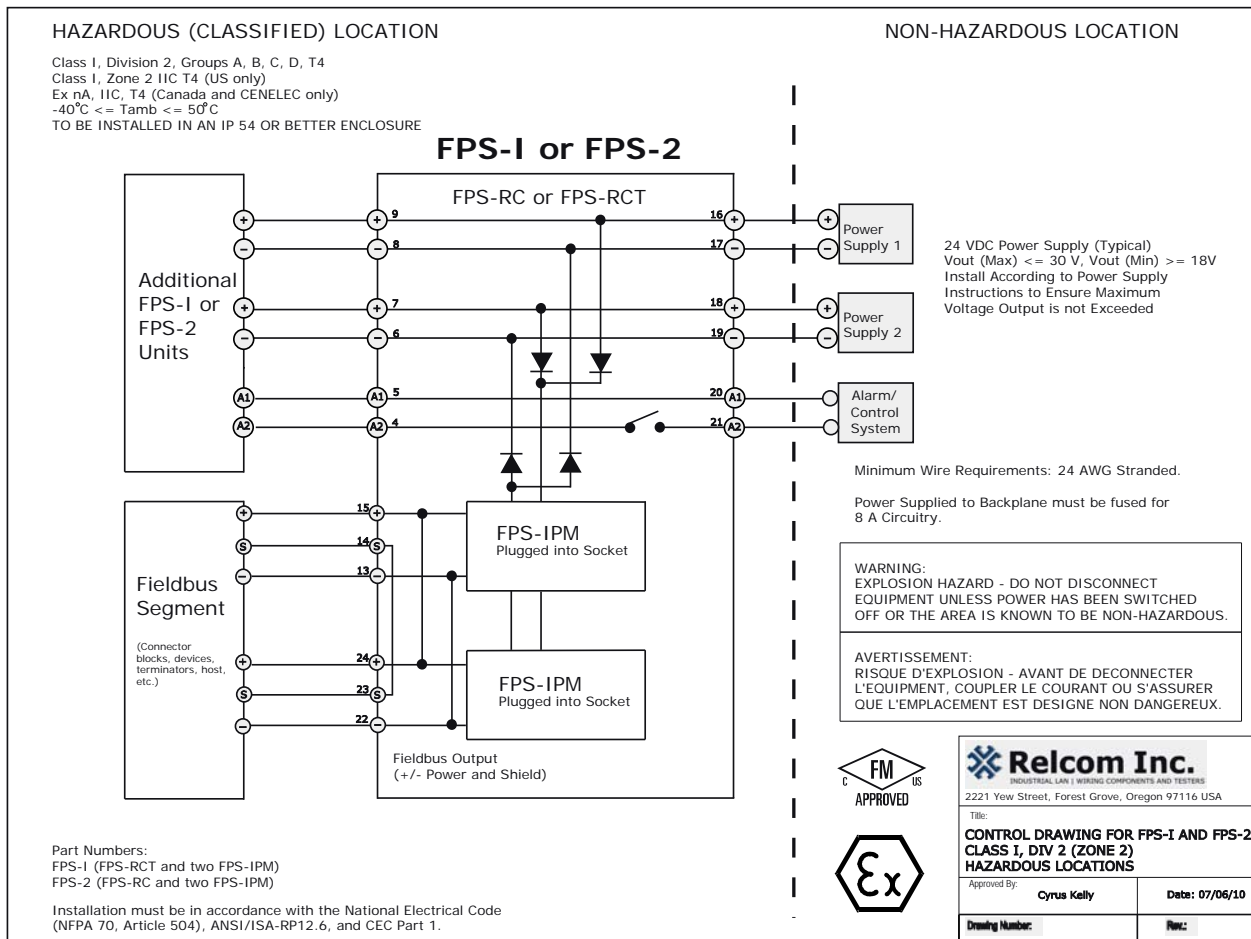 HAZARDOUS (CLASSIFIED) LOCATION
Class I, Division 2, Groups A, B, C, D, T4
Class I, Zone 2 IIC T4 (US only)
Ex nA, IIC, T4 (Canada and CENELEC only)
-40°C <= Tamb <= 50°C
TO BE INSTALLED IN AN IP 54 OR BETTER ENCLOSURE
NON-HAZARDOUS LOCATION
FPS-I or FPS-2
FPS-RC or FPS-RCT
Additional
FPS-I or
FPS-2
Units
+ + 9 16 + +
− − 8 17 − −
+ + 7 18 + +
− − 6 19 − −
A1 A1 5 20 A1
A2 A2 4 21 A2
Power
Supply 1
Power
Supply 2
Alarm/
Control
System
24 VDC Power Supply (Typical)
Vout (Max) <= 30 V, Vout (Min) >= 18V
Install According to Power Supply
Instructions to Ensure Maximum
Voltage Output is not Exceeded
Minimum Wire Requirements: 24 AWG Stranded.
Power Supplied to Backplane must be fused for
8 A Circuitry.
Fieldbus
Segment
(Connector
blocks, devices,
terminators, host,
etc.)
+ 15 +
S 14 S
− 13 −
+ 24 +
S 23 S
− 22 −
FPS-IPM
Plugged into Socket
FPS-IPM
Plugged into Socket
Fieldbus Output
(+/- Power and Shield)
WARNING:
EXPLOSION HAZARD - DO NOT DISCONNECT
EQUIPMENT UNLESS POWER HAS BEEN SWITCHED
OFF OR THE AREA IS KNOWN TO BE NON-HAZARDOUS.
AVERTISSEMENT:
RISQUE D'EXPLOSION - AVANT DE DECONNECTER
L'EQUIPMENT, COUPLER LE COURANT OU S'ASSURER
QUE L'EMPLACEMENT EST DESIGNE NON DANGEREUX.
C FM US
APPROVED
Ex
Relcom Inc.
INDUSTRIAL LAN | WIRING COMPONENTS AND TESTERS
2221 Yew Street, Forest Grove, Oregon 97116 USA
Title:
CONTROL DRAWING FOR FPS-I AND FPS-2
CLASS I, DIV 2 (ZONE 2)
HAZARDOUS LOCATIONS
Approved By:
Cyrus Kelly
Date: 07/06/10
Drawing Number:
Rev.:
Part Numbers:
FPS-I (FPS-RCT and two FPS-IPM)
FPS-2 (FPS-RC and two FPS-IPM)
Installation must be in accordance with the National Electrical Code
(NFPA 70, Article 504), ANSI/ISA-RP12.6, and CEC Part 1.